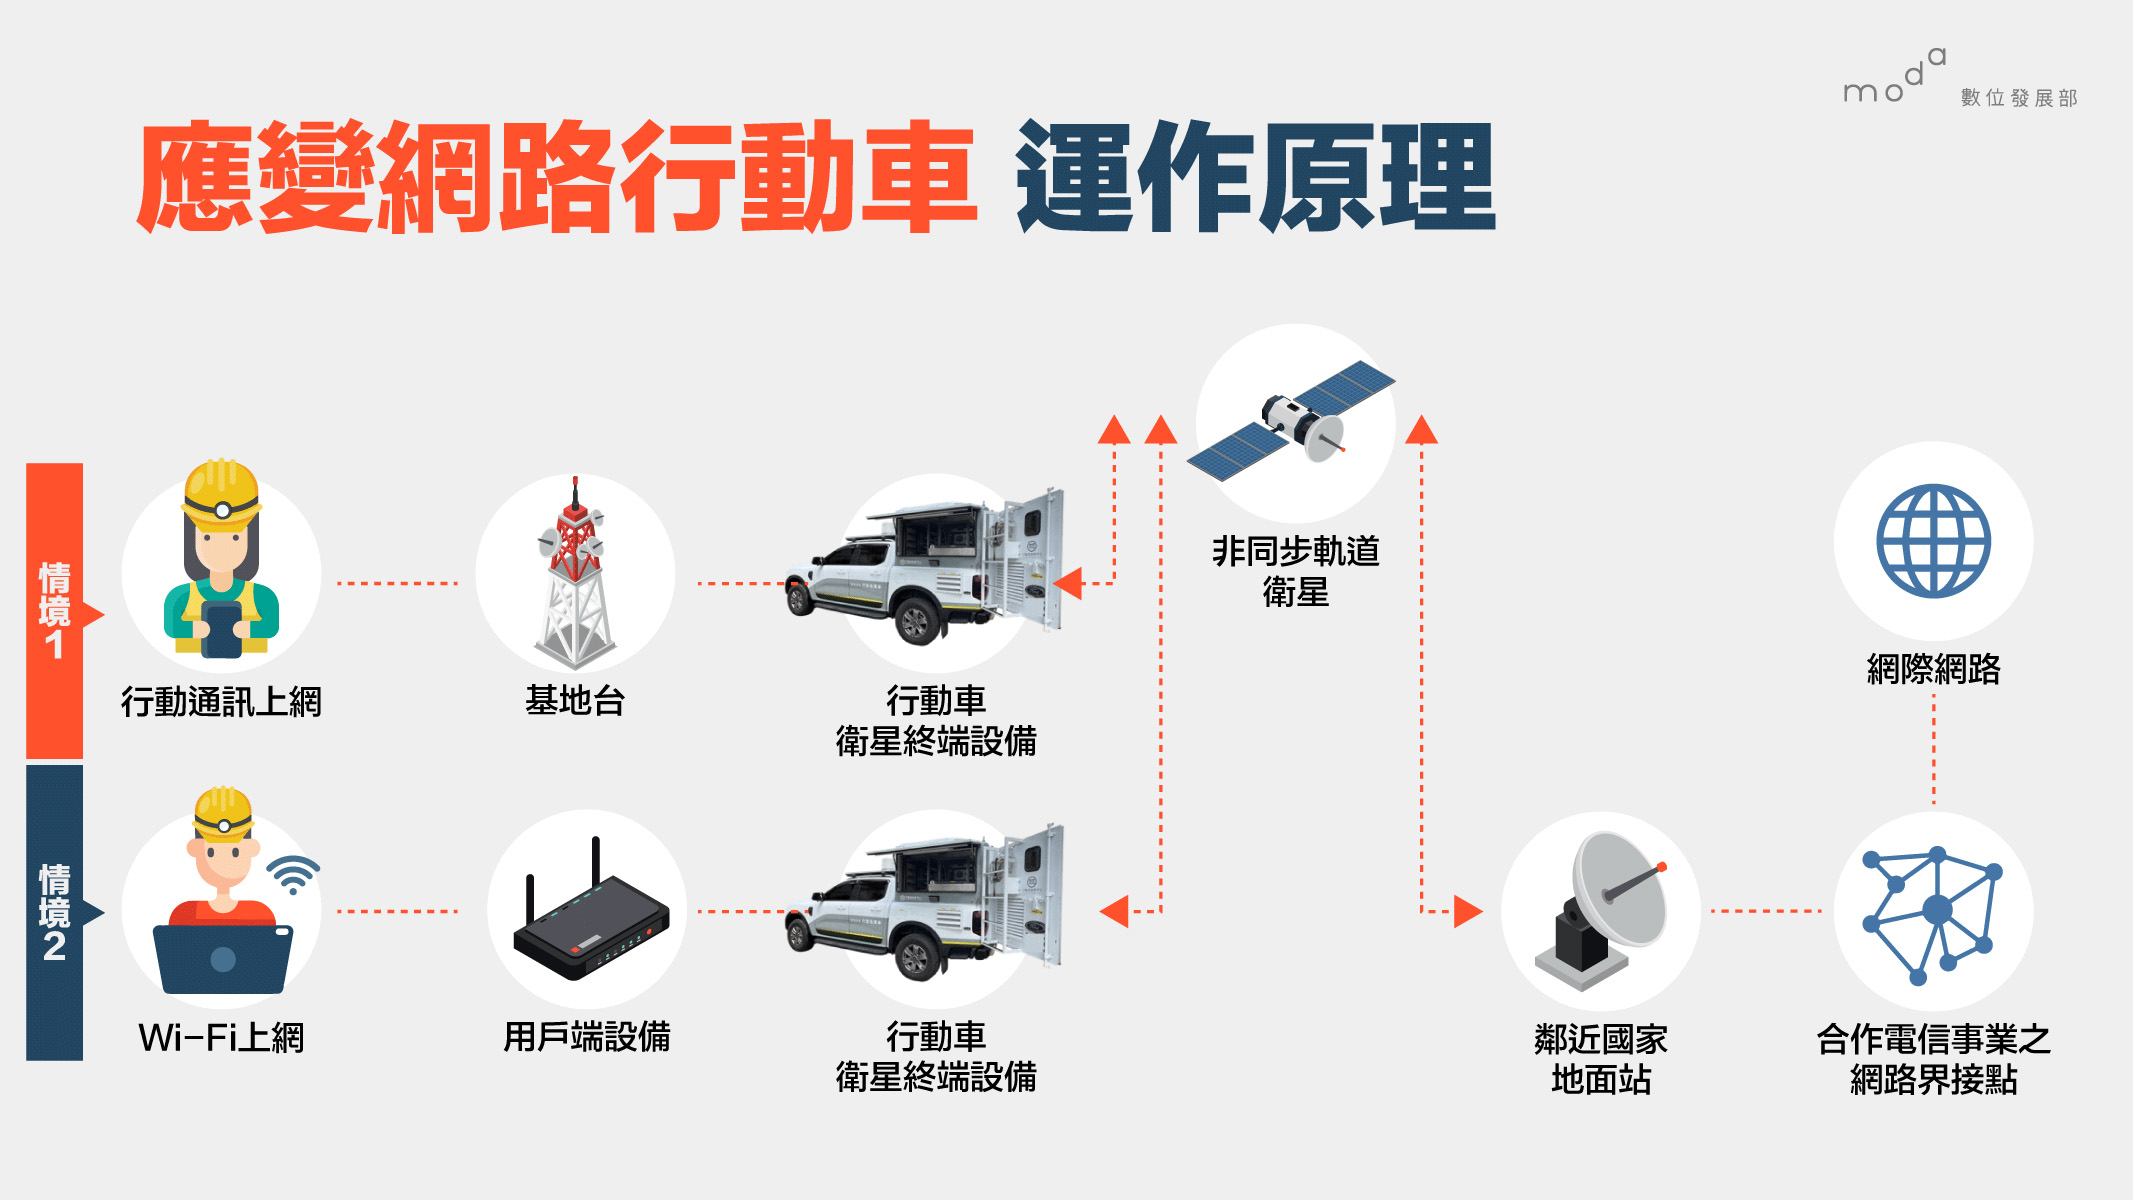 moda 數位發展部
應變網路行動車 運作原理
情境1
行動通訊上網
基地台
行動車
衛星終端設備
非同步軌道
衛星
網際網路
情境2
Wi-Fi上網
用戶端設備
行動車
衛星終端設備
鄰近國家
地面站
合作電信事業之
網路界接點